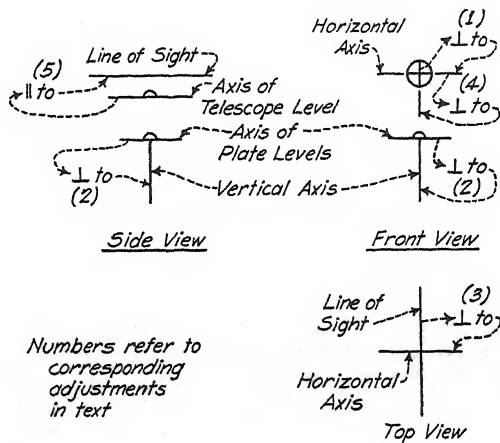 Line of Sight
(5)
|| to
Axis of
Telescope Level
Axis of
Plate Levels
⊥ to
(2)
Vertical Axis
Side View
Horizontal
Axis
(1)
⊥ to
(4)
⊥ to
⊥ to
(2)
Front View
Numbers refer to
corresponding
adjustments
in text
Line of
Sight
(3)
⊥ to
Horizontal
Axis
Top View